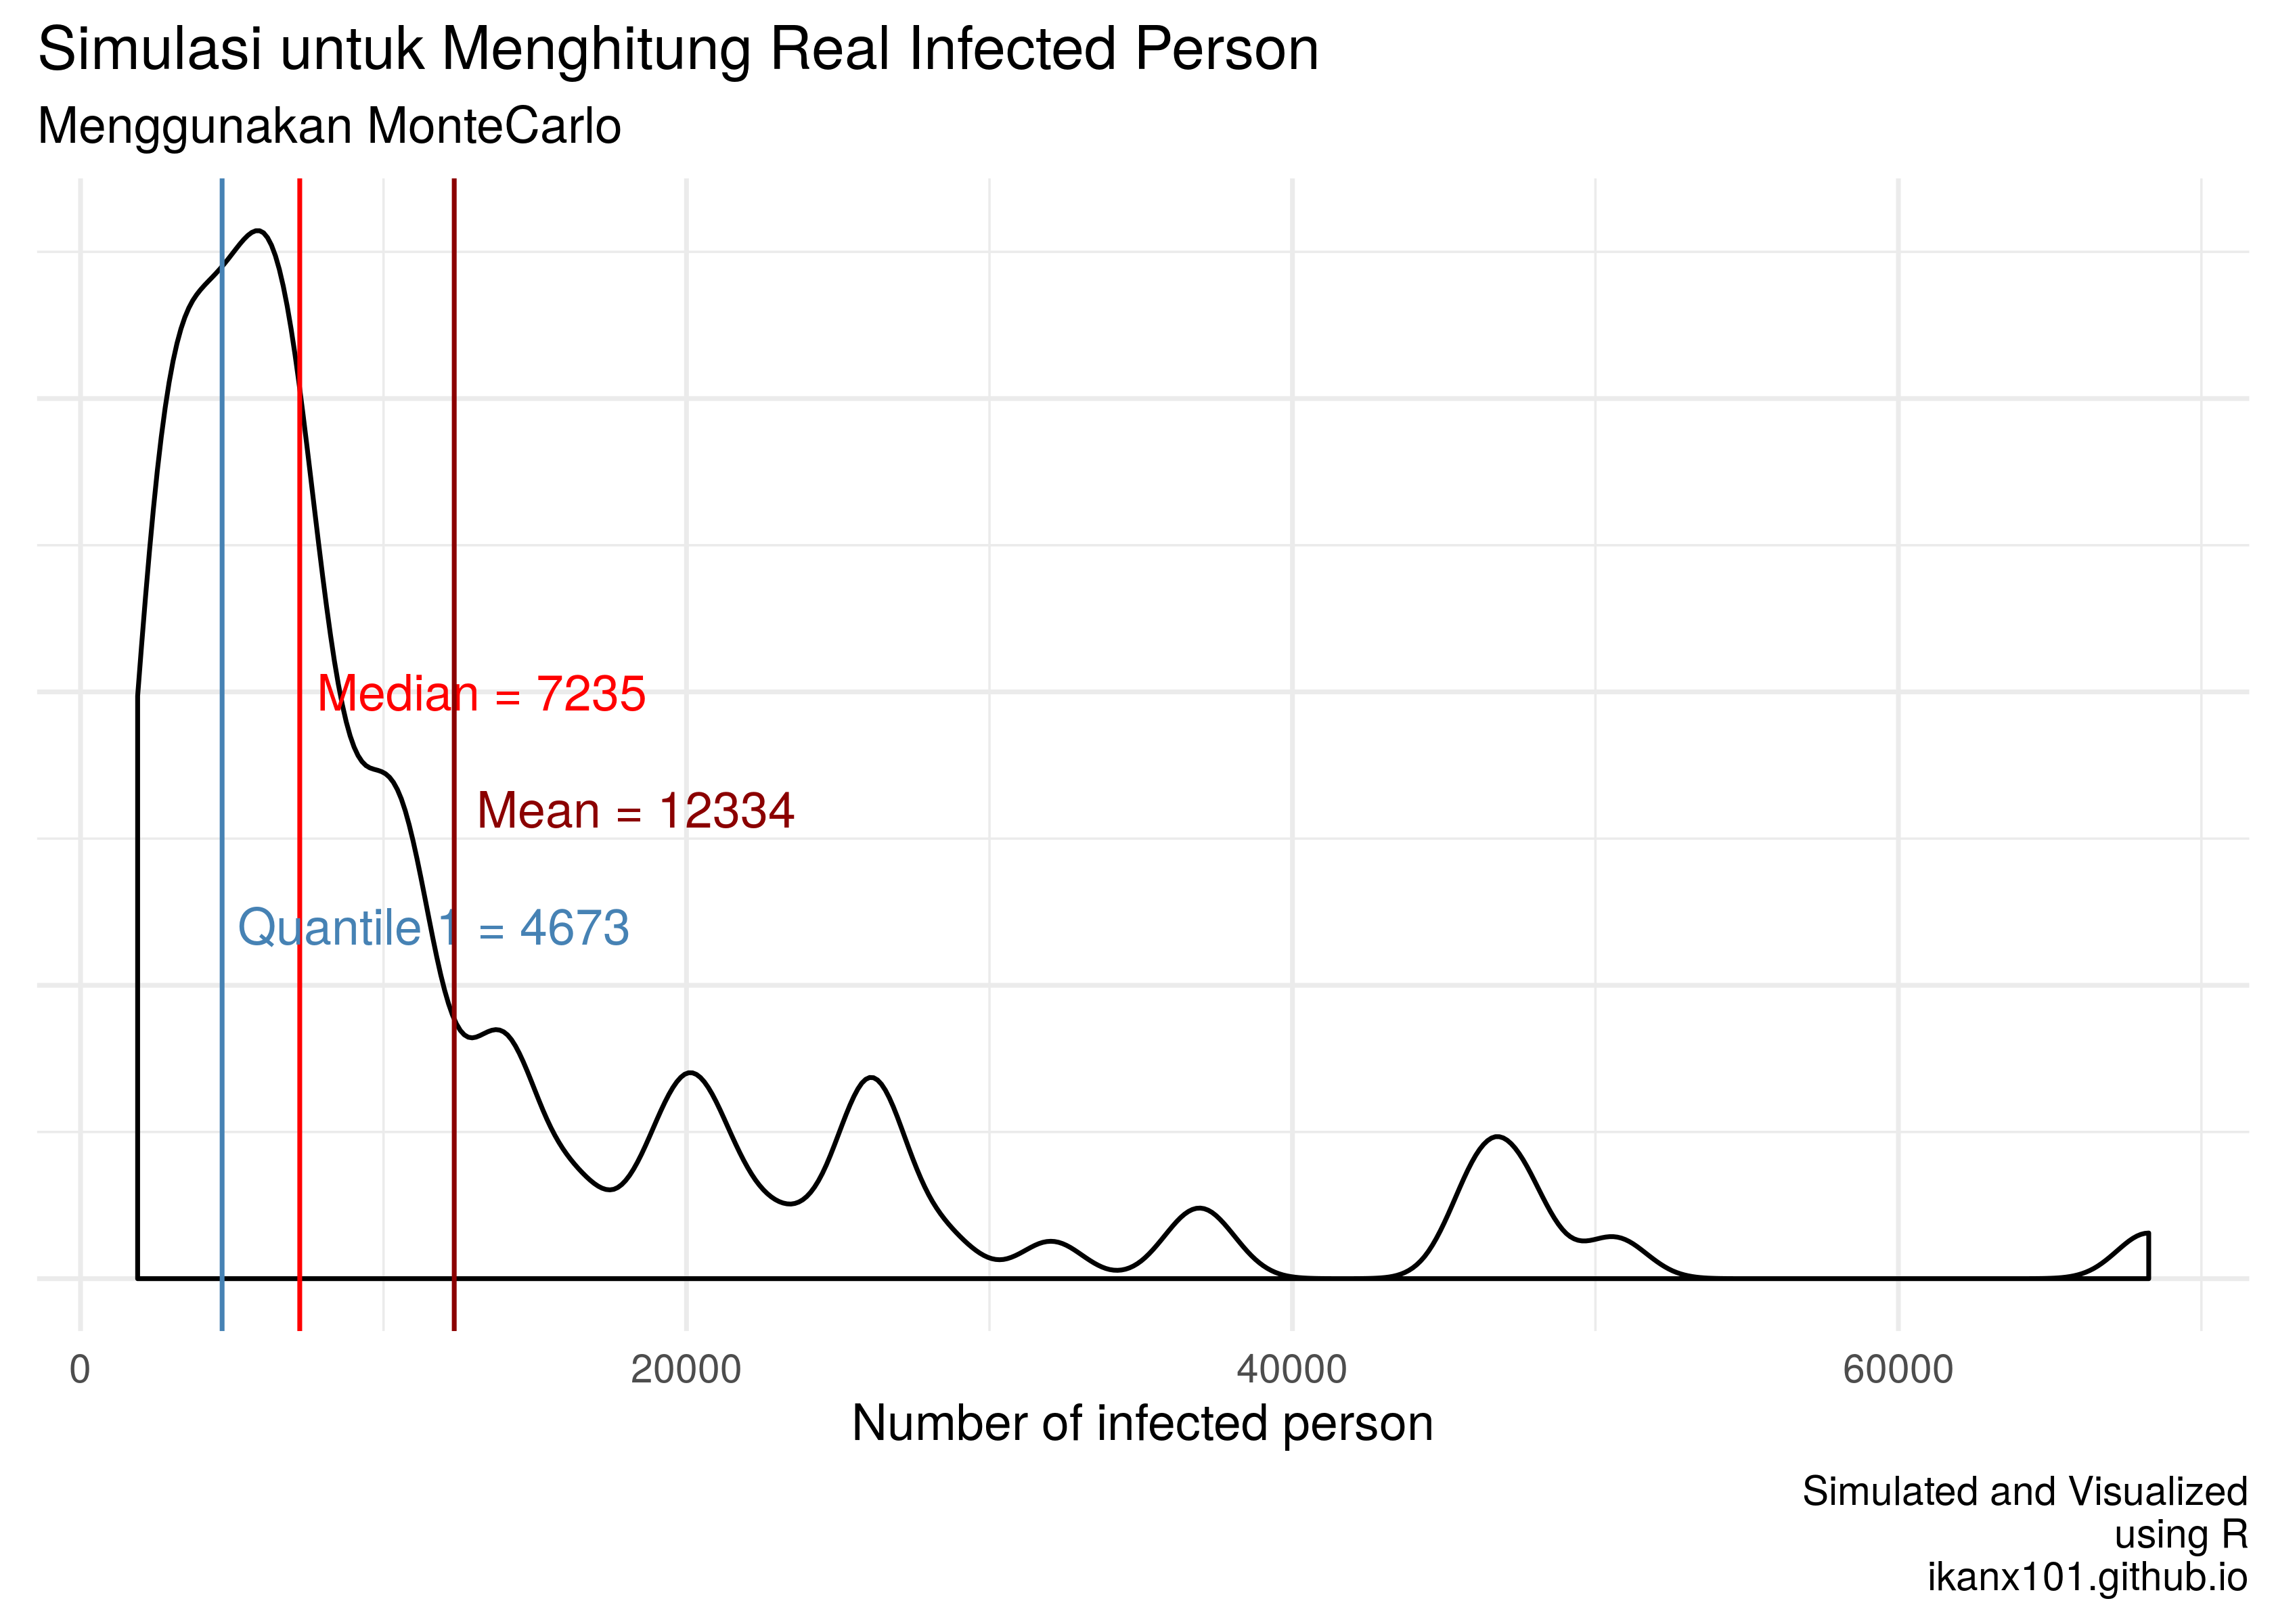 Simulasi untuk Menghitung Real Infected Person
Menggunakan MonteCarlo
Median = 7235
Mean = 12334
Quantile 1 = 4673
0 20000 40000 60000
Number of infected person
Simulated and Visualized
using R
ikanx101.github.io